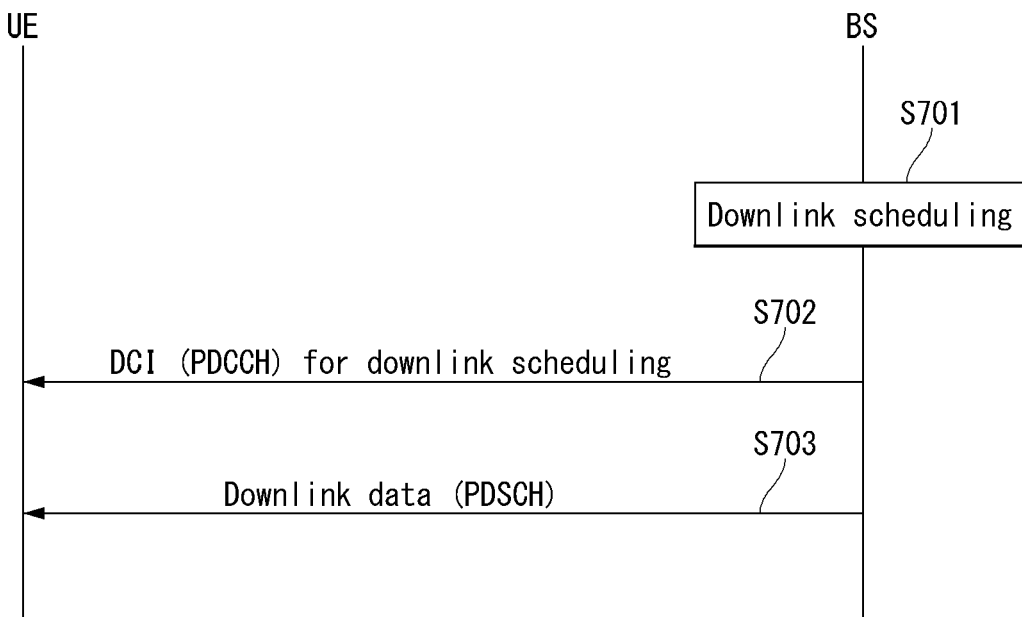 UE
BS
S701
Downlink scheduling
S702
DCI (PDCCH) for downlink scheduling
S703
Downlink data (PDSCH)